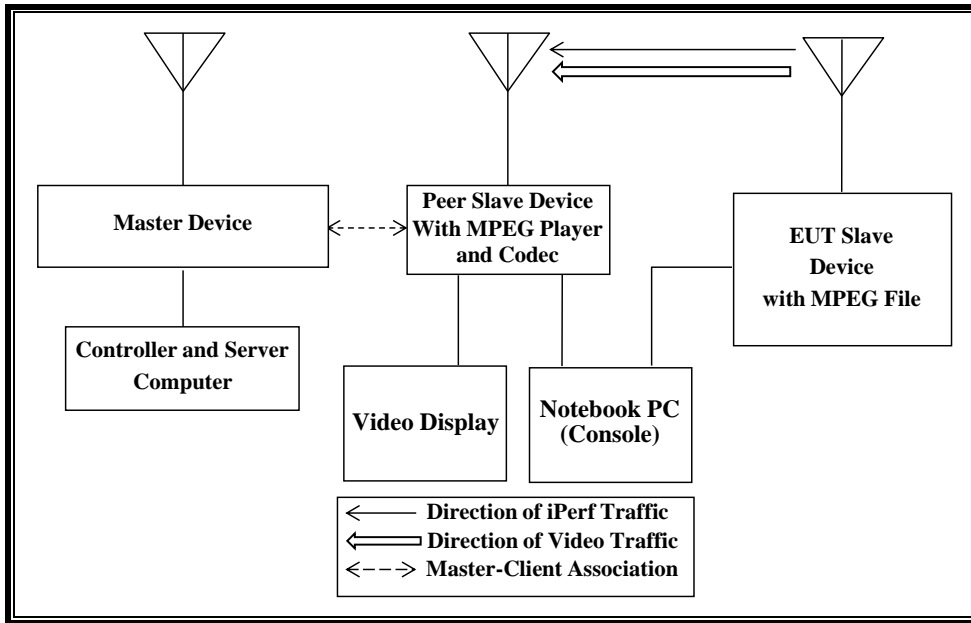 Master Device
Peer Slave Device
With MPEG Player
and Codec
EUT Slave
Device
with MPEG File
Controller and Server
Computer
Video Display
Notebook PC
(Console)
Direction of iPerf Traffic
Direction of Video Traffic
Master-Client Association